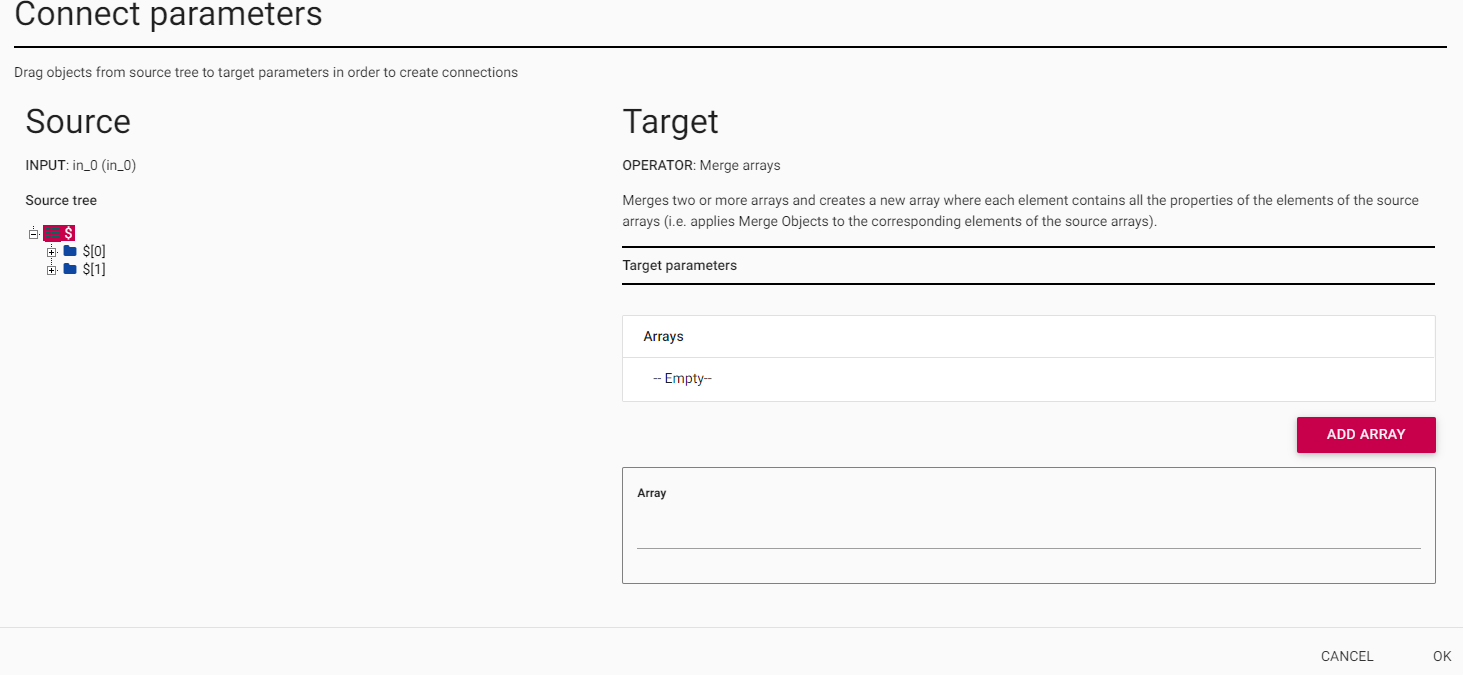 Connect parameters
Drag objects from source tree to target parameters in order to create connections
Source
INPUT: in_0 (in_0)
Source tree
$
$[0]
$[1]
Target
OPERATOR: Merge arrays
Merges two or more arrays and creates a new array where each element contains all the properties of the elements of the source
arrays (i.e. applies Merge Objects to the corresponding elements of the source arrays).
Target parameters
Arrays
-- Empty--
ADD ARRAY
Array
CANCEL
OK